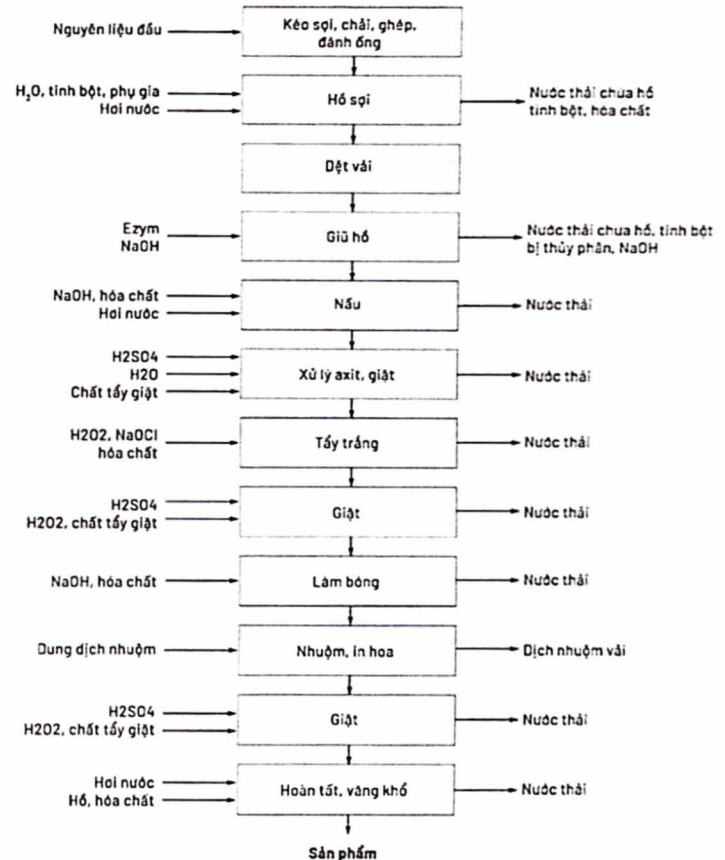 Nguyên liệu đầu
Kéo sợi, chải, ghép,
đánh ống
H₂O, tinh bột, phụ gia
Hơi nước
Hồ sợi
Nước thải chưa hồ
tinh bột, hóa chất
Dệt vải
Ezym
NaOH
Giũ hồ
Nước thải chưa hồ, tinh bột
bị thủy phân, NaOH
NaOH, hóa chất
Hơi nước
Nấu
Nước thải
H2SO4
H2O
Chất tẩy giặt
Xử lý axit, giặt
Nước thải
H2O2, NaOCl
hóa chất
Tẩy trắng
Nước thải
H2SO4
H2O2, chất tẩy giặt
Giặt
Nước thải
NaOH, hóa chất
Làm bóng
Nước thải
Dung dịch nhuộm
Nhuộm, in hoa
Dịch nhuộm vải
H2SO4
H2O2, chất tẩy giặt
Giặt
Nước thải
Hơi nước
Hồ, hóa chất
Hoàn tất, văng khổ
Nước thải
Sản phẩm